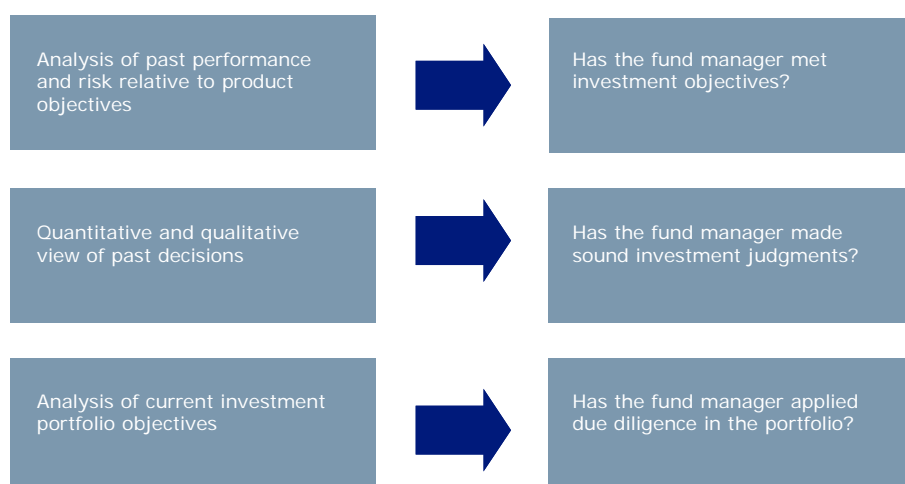 Analysis of past performance
and risk relative to product
objectives
Has the fund manager met
investment objectives?
Quantitative and qualitative
view of past decisions
Has the fund manager made
sound investment judgments?
Analysis of current investment
portfolio objectives
Has the fund manager applied
due diligence in the portfolio?